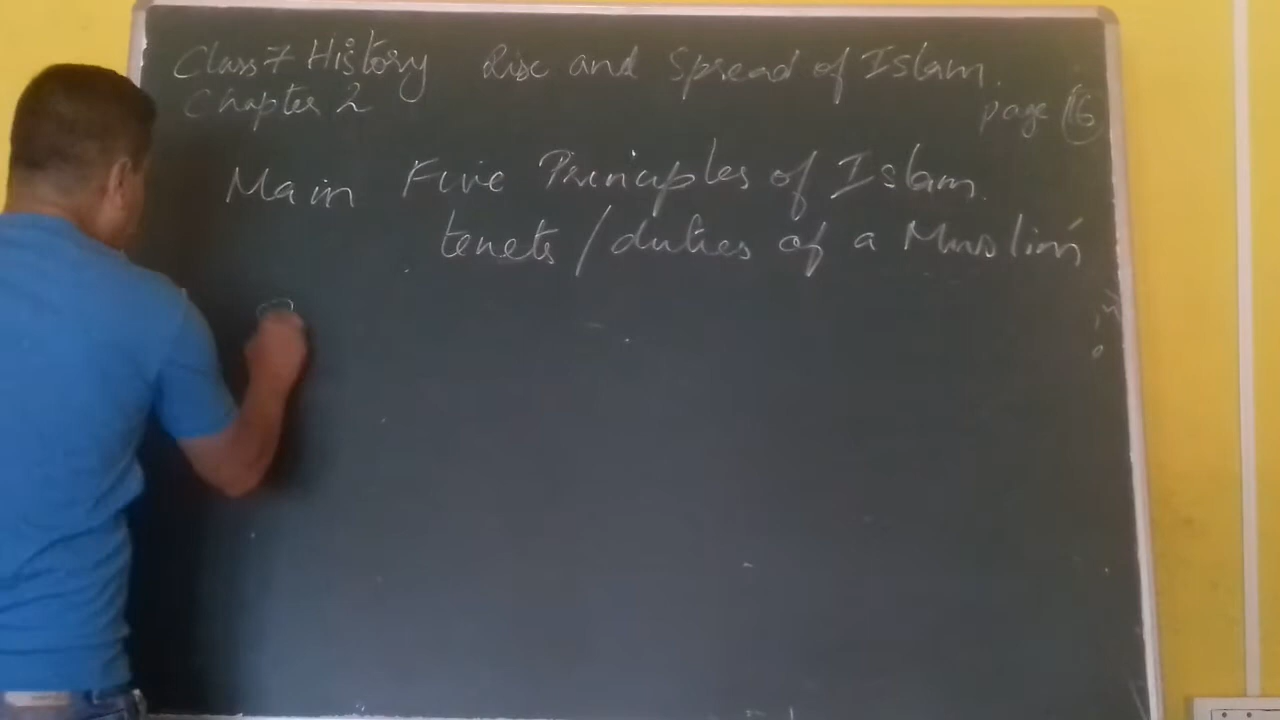 Class 7 History Rise and Spread of Islam.
Chapter 2
page 16
Main Five Principles of Islam.
tenets / duties of a Muslim